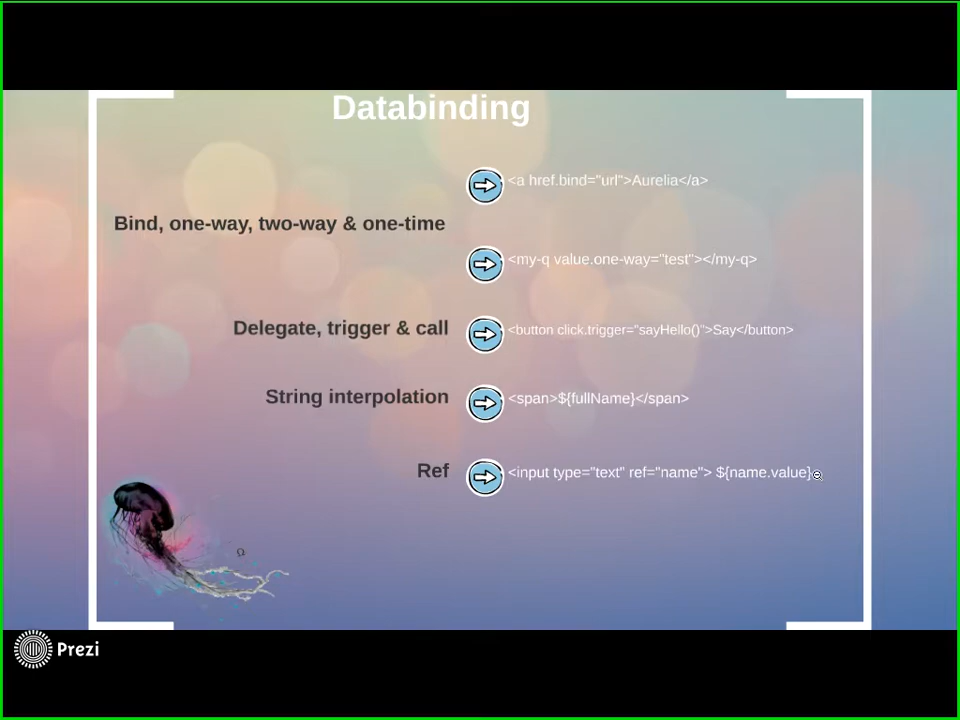 Databinding
<a href.bind="url">Aurelia</a>
Bind, one-way, two-way & one-time
<my-q value.one-way="test"></my-q>
Delegate, trigger & call
<button click.trigger="sayHello()">Say</button>
String interpolation
<span>${fullName}</span>
Ref
<input type="text" ref="name"> ${name.value}
Prezi